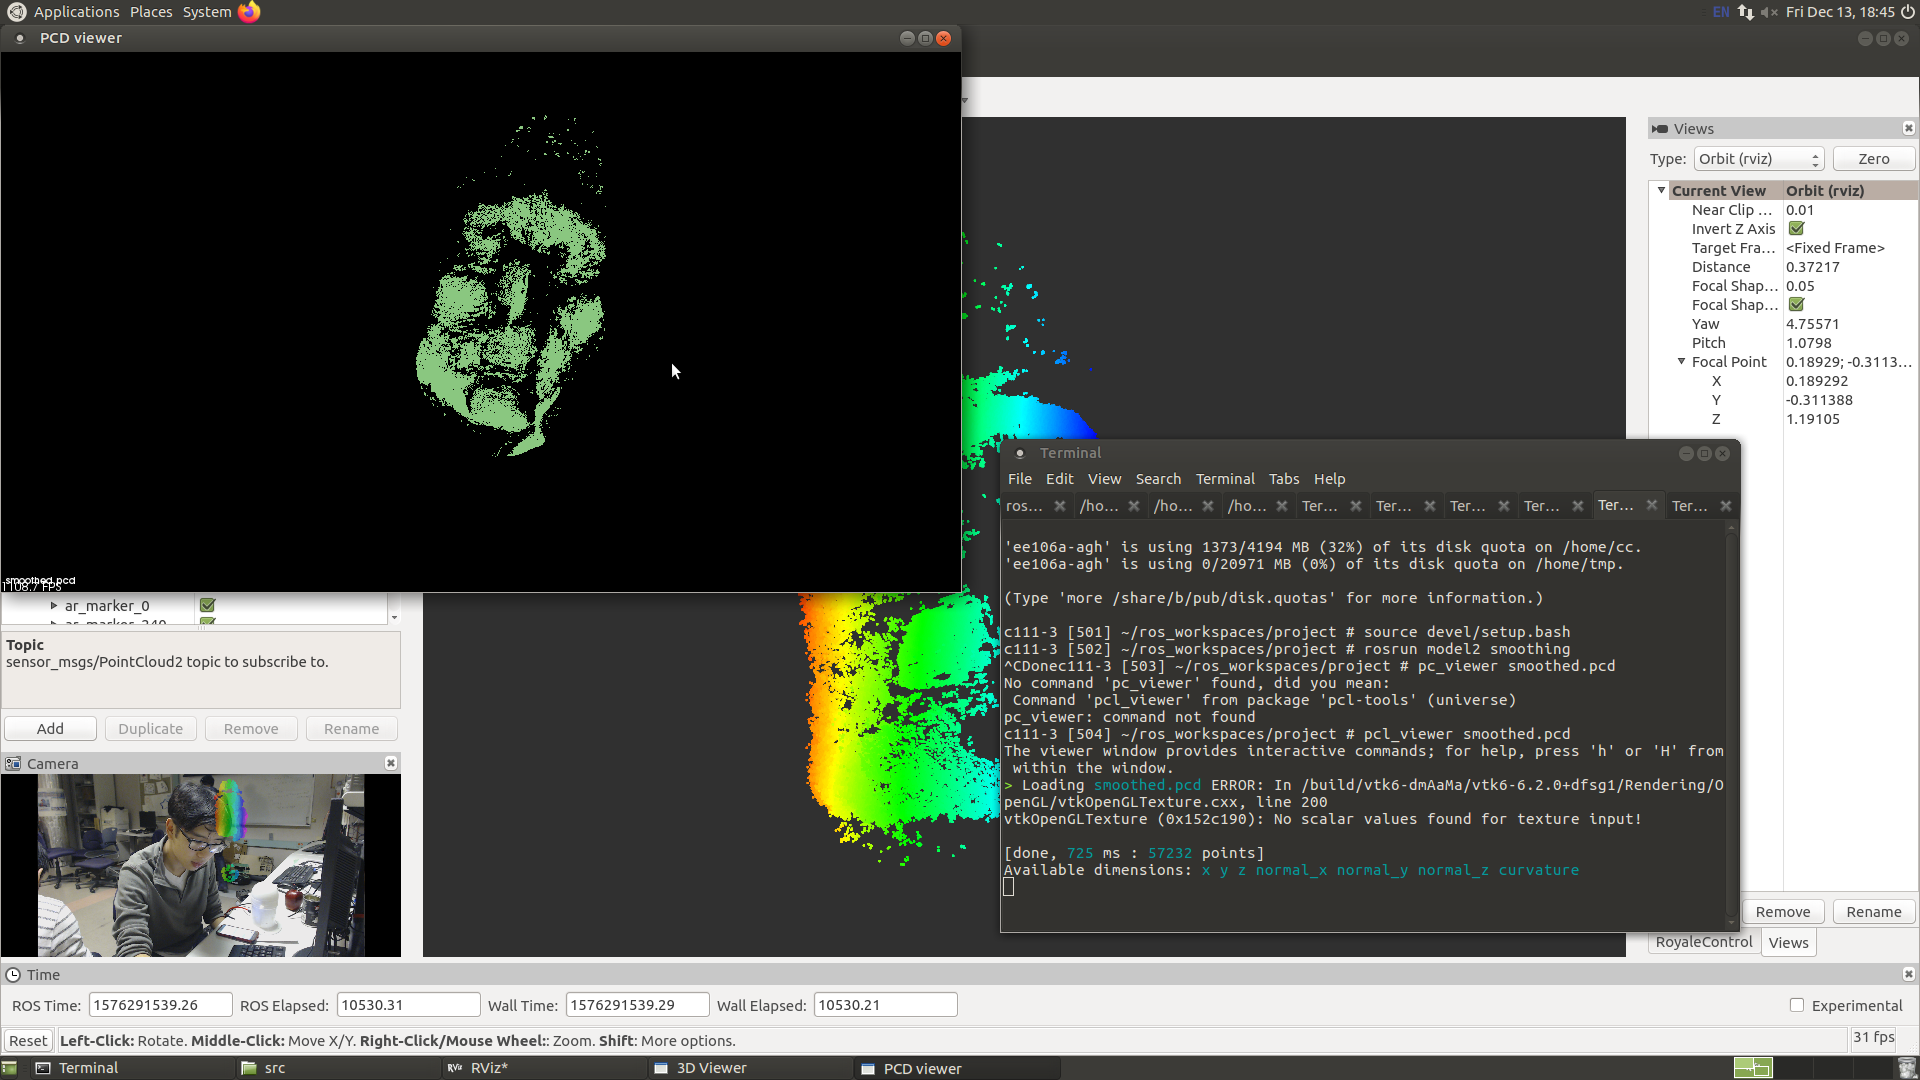 Applications Places System EN Fri Dec 13, 18:45
PCD viewer
smoothed.pcd
1108.7 FPS
ar_marker_0
Topic
sensor_msgs/PointCloud2 topic to subscribe to.
Add Duplicate Remove Rename
Camera
Views
Type: Orbit (rviz) Zero
Current View Orbit (rviz)
Near Clip ... 0.01
Invert Z Axis
Target Fra... <Fixed Frame>
Distance 0.37217
Focal Shap... 0.05
Focal Shap...
Yaw 4.75571
Pitch 1.0798
Focal Point 0.18929; -0.3113...
X 0.189292
Y -0.311388
Z 1.19105
Remove Rename
RoyaleControl Views
Terminal
File Edit View Search Terminal Tabs Help
ros... /ho... /ho... /ho... Ter... Ter... Ter... Ter... Ter... Ter...
'ee106a-agh' is using 1373/4194 MB (32%) of its disk quota on /home/cc.
'ee106a-agh' is using 0/20971 MB (0%) of its disk quota on /home/tmp.
(Type 'more /share/b/pub/disk.quotas' for more information.)
c111-3 [501] ~/ros_workspaces/project # source devel/setup.bash
c111-3 [502] ~/ros_workspaces/project # rosrun model2 smoothing
^CDonec111-3 [503] ~/ros_workspaces/project # pc_viewer smoothed.pcd
No command 'pc_viewer' found, did you mean:
Command 'pcl_viewer' from package 'pcl-tools' (universe)
pc_viewer: command not found
c111-3 [504] ~/ros_workspaces/project # pcl_viewer smoothed.pcd
The viewer window provides interactive commands; for help, press 'h' or 'H' from
within the window.
> Loading smoothed.pcd ERROR: In /build/vtk6-dmAaMa/vtk6-6.2.0+dfsg1/Rendering/O
penGL/vtkOpenGLTexture.cxx, line 200
vtkOpenGLTexture (0x152c190): No scalar values found for texture input!
[done, 725 ms : 57232 points]
Available dimensions: x y z normal_x normal_y normal_z curvature
Time
ROS Time: 1576291539.26 ROS Elapsed: 10530.31 Wall Time: 1576291539.29 Wall Elapsed: 10530.21 Experimental
Reset Left-Click: Rotate. Middle-Click: Move X/Y. Right-Click/Mouse Wheel:: Zoom. Shift: More options. 31 fps
Terminal src RViz* 3D Viewer PCD viewer